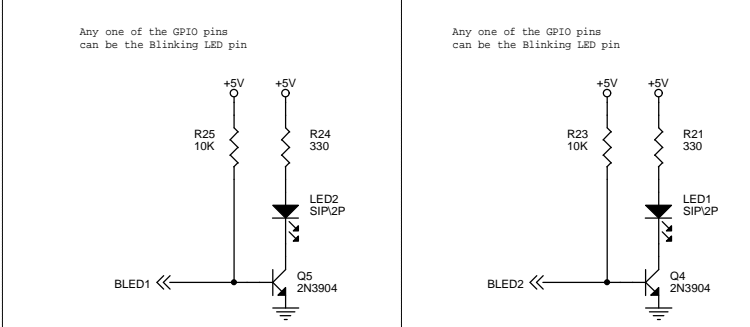 Any one of the GPIO pins
can be the Blinking LED pin
+5V
+5V
R25
10K
R24
330
LED2
SIP\2P
BLED1
Q5
2N3904
Any one of the GPIO pins
can be the Blinking LED pin
+5V
+5V
R23
10K
R21
330
LED1
SIP\2P
BLED2
Q4
2N3904